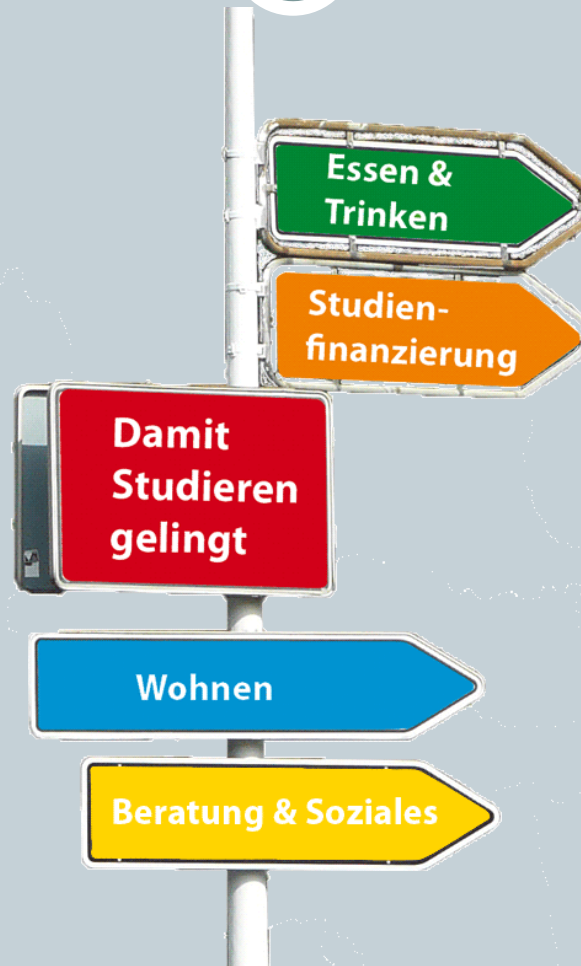 Essen &
Trinken
Studien-
finanzierung
Damit
Studieren
gelingt
Wohnen
Beratung & Soziales